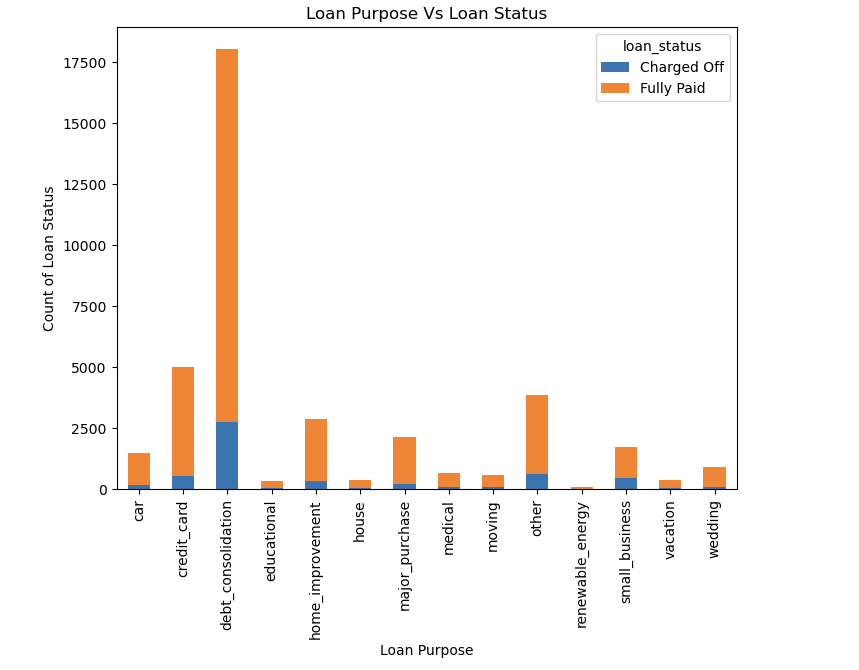 Loan Purpose Vs Loan Status
loan_status
Charged Off
Fully Paid
Count of Loan Status
17500
15000
12500
10000
7500
5000
2500
0
car
credit_card
debt_consolidation
educational
home_improvement
house
major_purchase
medical
moving
other
renewable_energy
small_business
vacation
wedding
Loan Purpose